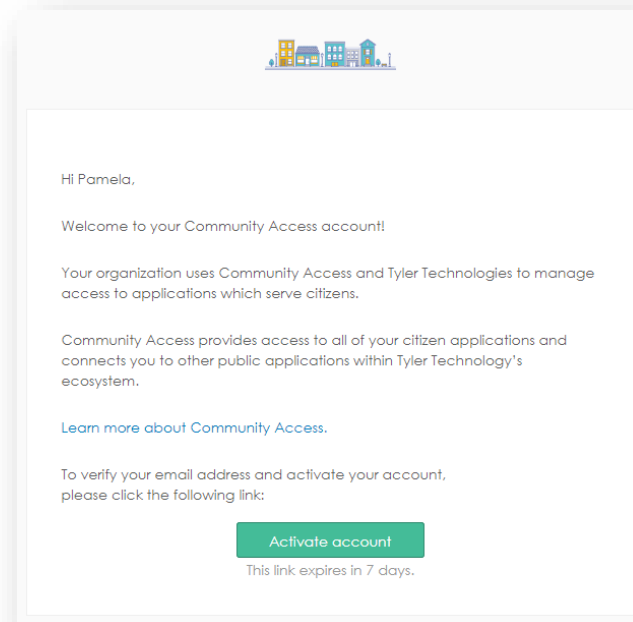 Hi Pamela,
Welcome to your Community Access account!
Your organization uses Community Access and Tyler Technologies to manage
access to applications which serve citizens.
Community Access provides access to all of your citizen applications and
connects you to other public applications within Tyler Technology's
ecosystem.
Learn more about Community Access.
To verify your email address and activate your account,
please click the following link:
Activate account
This link expires in 7 days.